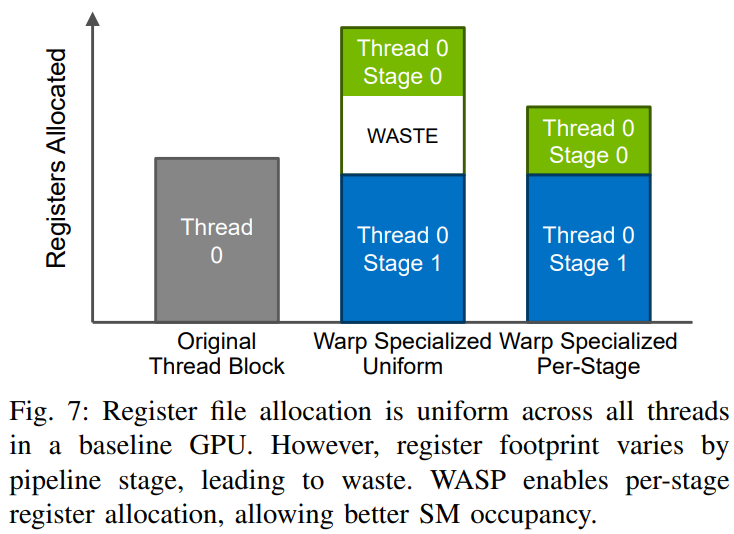 Registers Allocated
Thread
0
Thread 0
Stage 0
WASTE
Thread 0
Stage 1
Thread 0
Stage 0
Thread 0
Stage 1
Original
Thread Block
Warp Specialized
Uniform
Warp Specialized
Per-Stage
Fig. 7: Register file allocation is uniform across all threads
in a baseline GPU. However, register footprint varies by
pipeline stage, leading to waste. WASP enables per-stage
register allocation, allowing better SM occupancy.